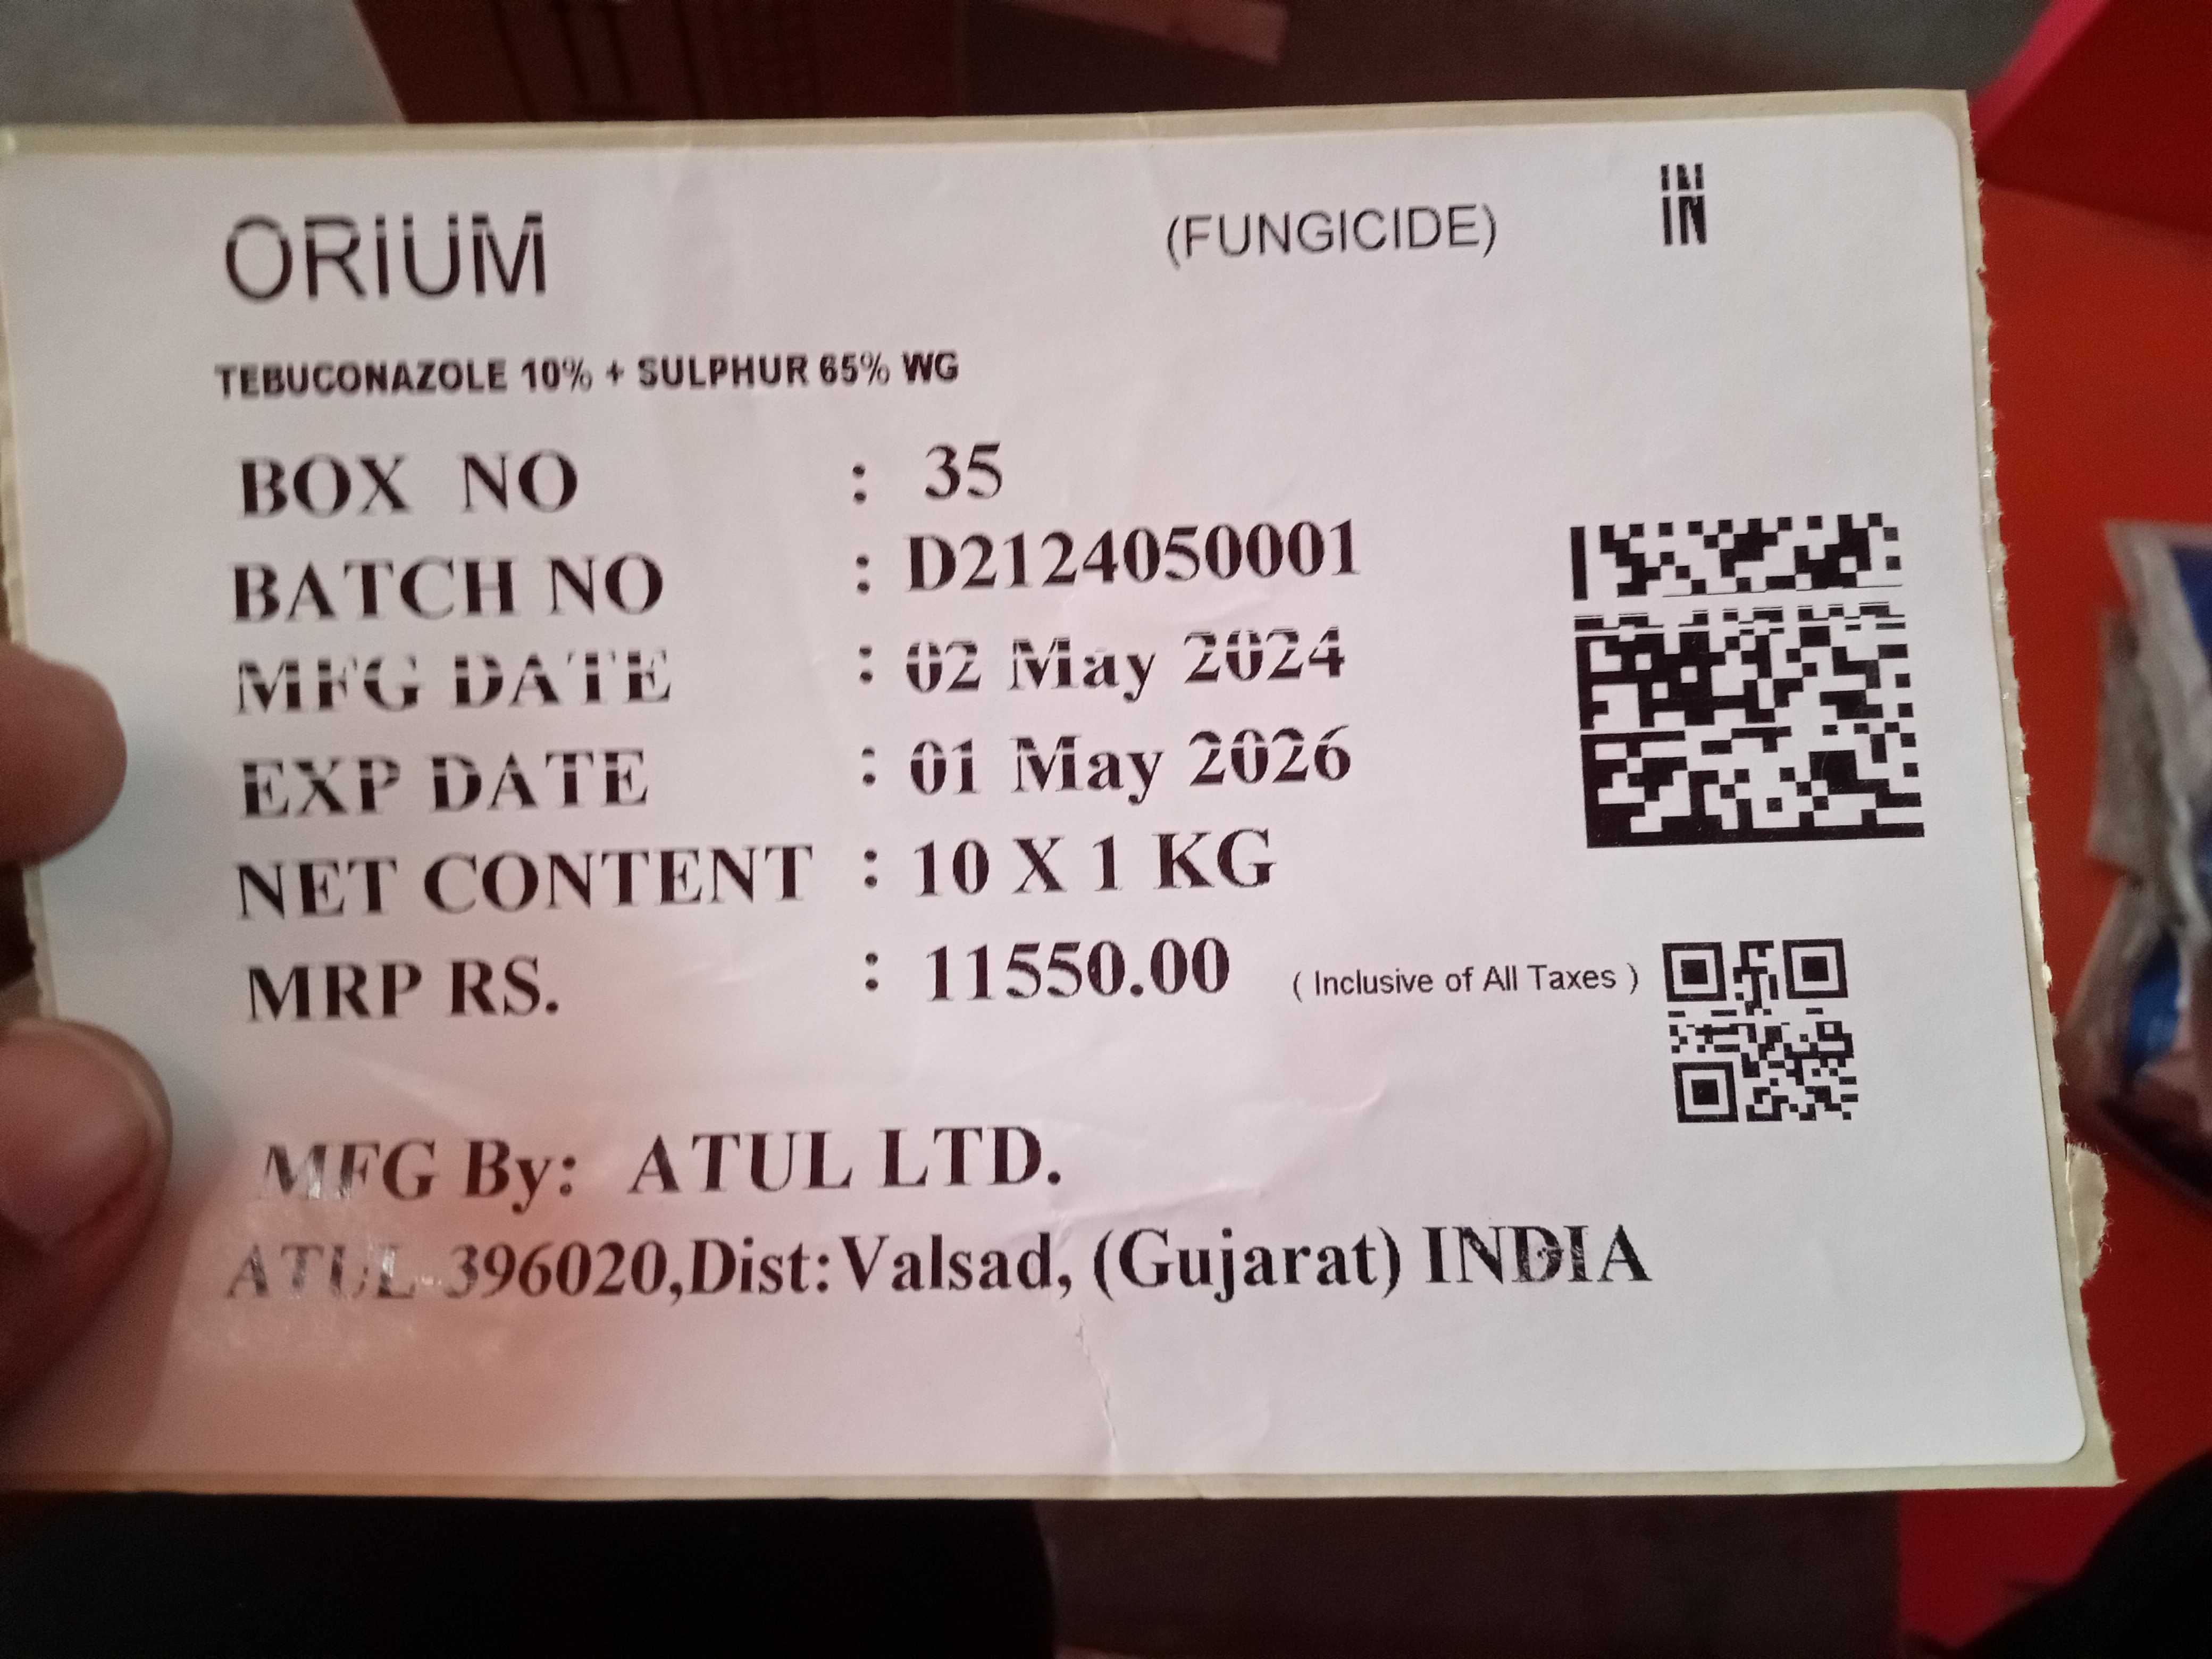 ORIUM (FUNGICIDE) IN
TEBUCONAZOLE 10% + SULPHUR 65% WG
BOX NO : 35
BATCH NO : D2124050001
MFG DATE : 02 May 2024
EXP DATE : 01 May 2026
NET CONTENT : 10 X 1 KG
MRP RS. : 11550.00 ( Inclusive of All Taxes )
MFG By: ATUL LTD.
ATUL-396020,Dist:Valsad, (Gujarat) INDIA